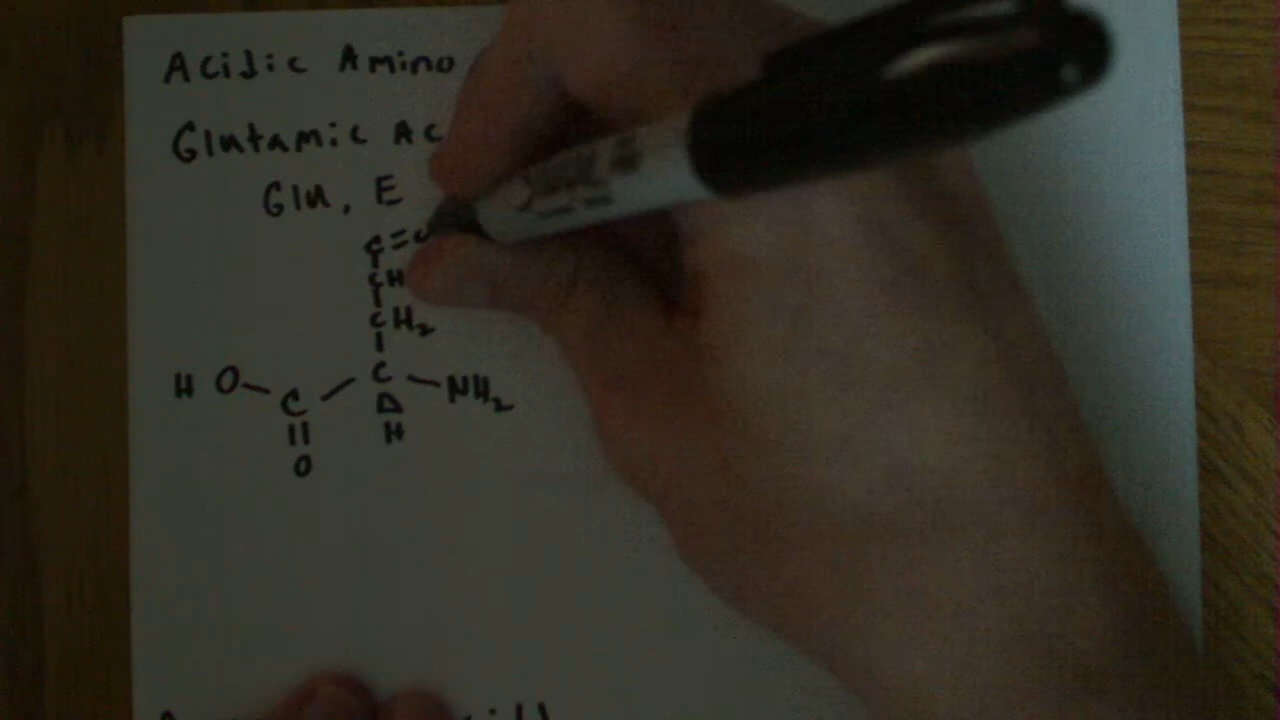 Acidic Amino
Glutamic Ac
Glu, E
C=O
CH
CH2
H O C C NH2
O H